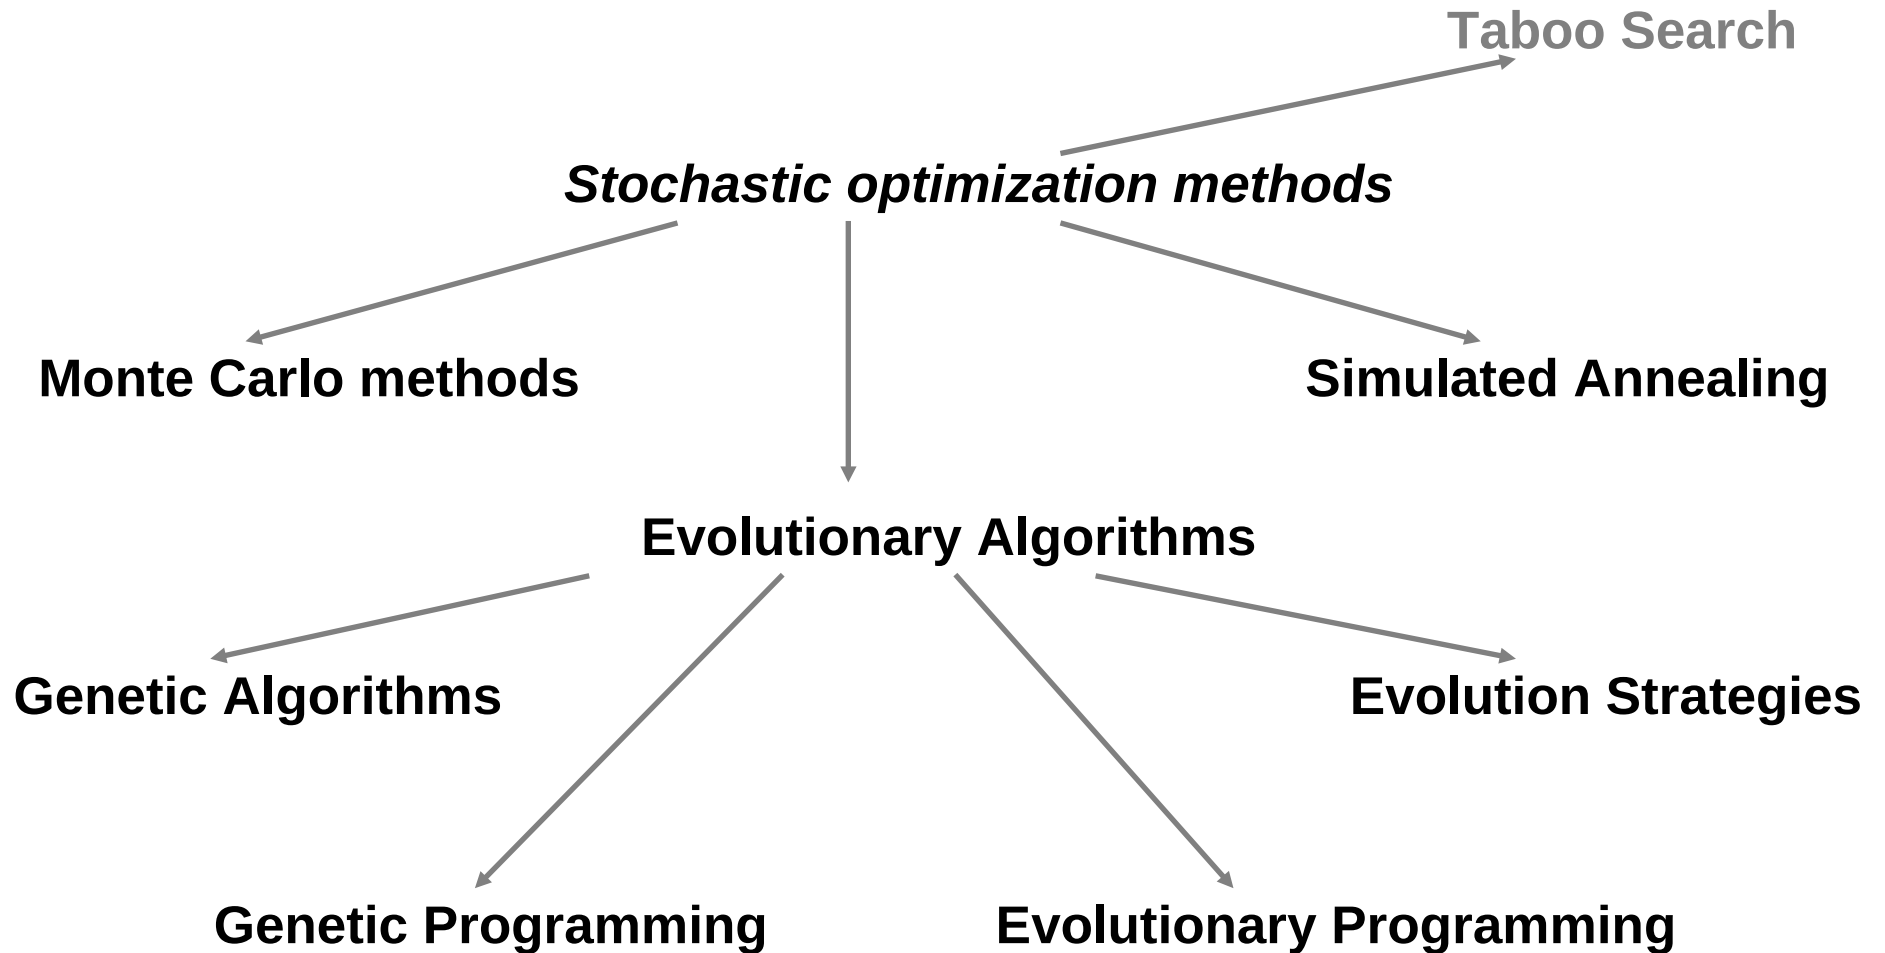 Taboo Search
Stochastic optimization methods
Monte Carlo methods
Simulated Annealing
Evolutionary Algorithms
Genetic Algorithms
Evolution Strategies
Genetic Programming
Evolutionary Programming